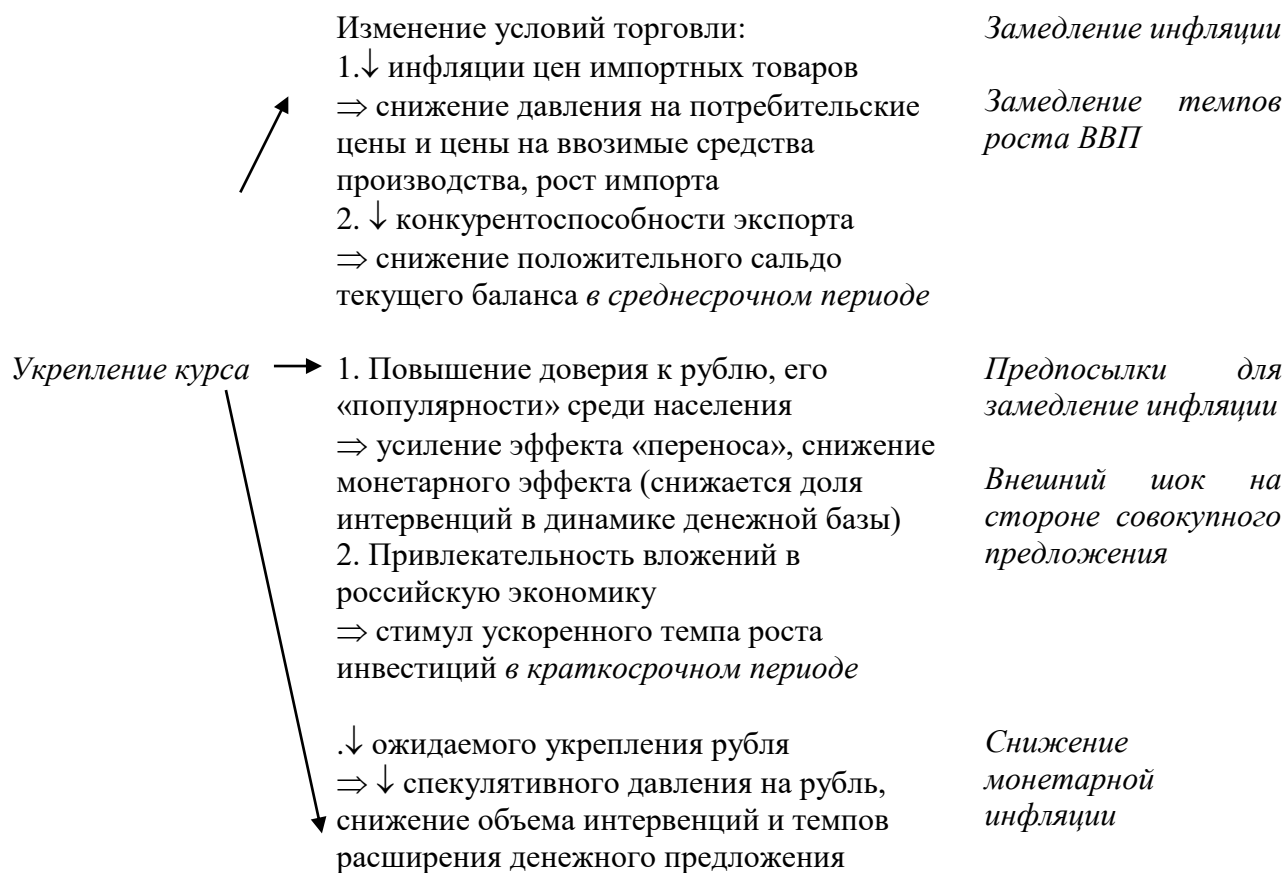 Изменение условий торговли:
1.↓ инфляции цен импортных товаров
⇒ снижение давления на потребительские
цены и цены на ввозимые средства
производства, рост импорта
2. ↓ конкурентоспособности экспорта
⇒ снижение положительного сальдо
текущего баланса в среднесрочном периоде
Замедление инфляции
Замедление темпов
роста ВВП
Укрепление курса
1. Повышение доверия к рублю, его
«популярности» среди населения
⇒ усиление эффекта «переноса», снижение
монетарного эффекта (снижается доля
интервенций в динамике денежной базы)
2. Привлекательность вложений в
российскую экономику
⇒ стимул ускоренного темпа роста
инвестиций в краткосрочном периоде
Предпосылки для
замедление инфляции
Внешний шок на
стороне совокупного
предложения
.↓ ожидаемого укрепления рубля
⇒ ↓ спекулятивного давления на рубль,
снижение объема интервенций и темпов
расширения денежного предложения
Снижение
монетарной
инфляции